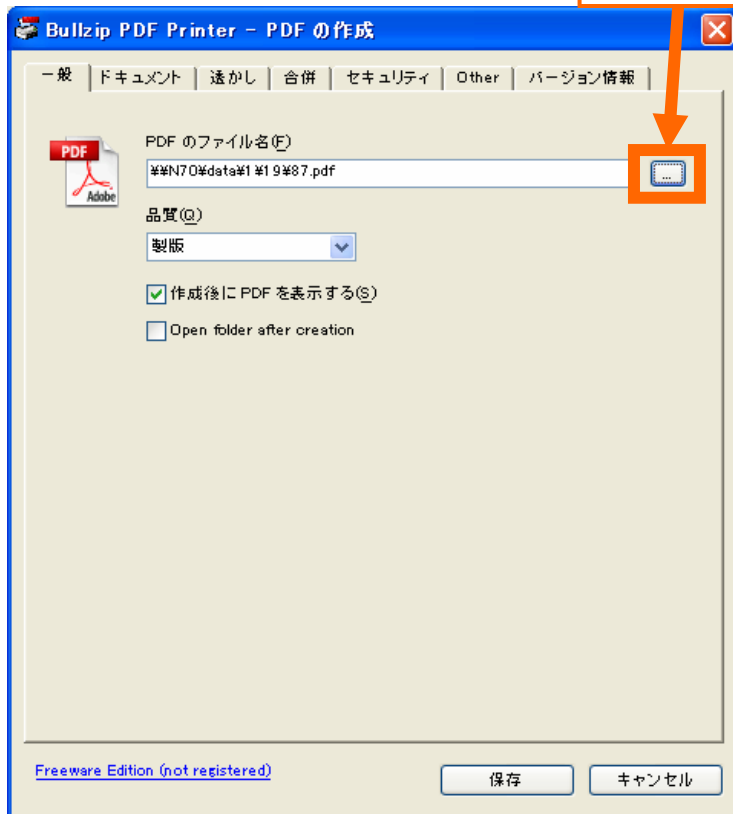 Bullzip PDF Printer - PDF の作成
一般 ドキュメント 透かし 合併 セキュリティ Other バージョン情報
PDF
Adobe
PDF のファイル名(F)
¥¥N70¥data¥1¥19¥87.pdf
...
品質(Q)
製版
作成後に PDF を表示する(S)
Open folder after creation
Freeware Edition (not registered)
保存 キャンセル